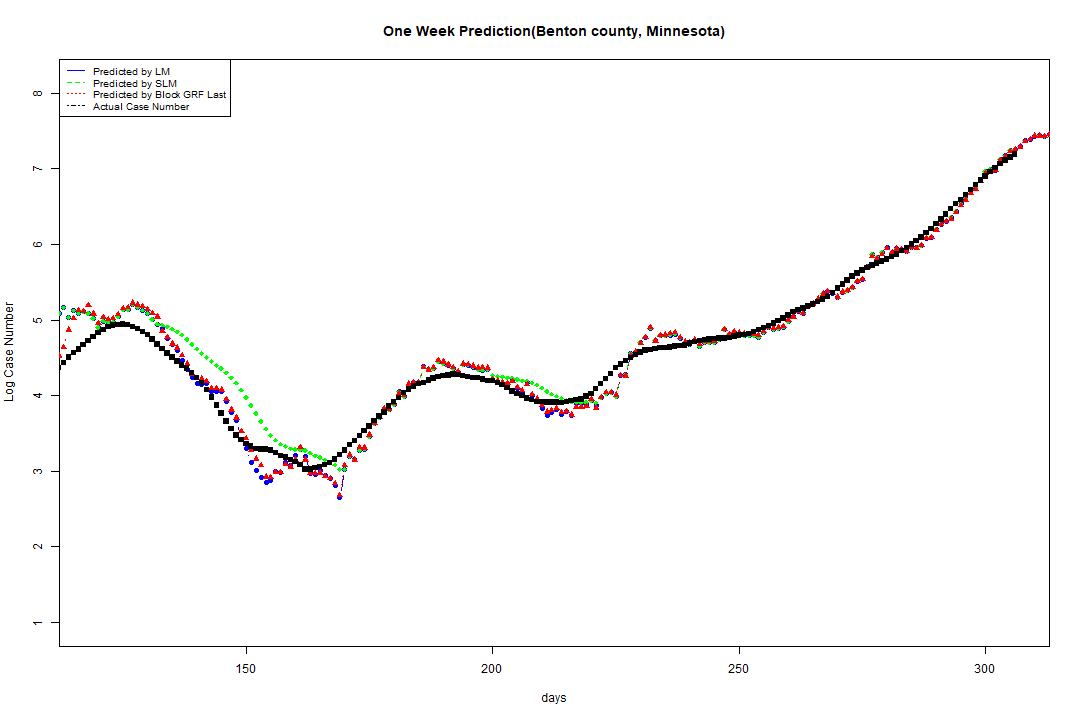 One Week Prediction(Benton county, Minnesota)
Predicted by LM
Predicted by SLM
Predicted by Block GRF Last
Actual Case Number
8
7
6
5
4
3
2
1
Log Case Number
150 200 250 300
days